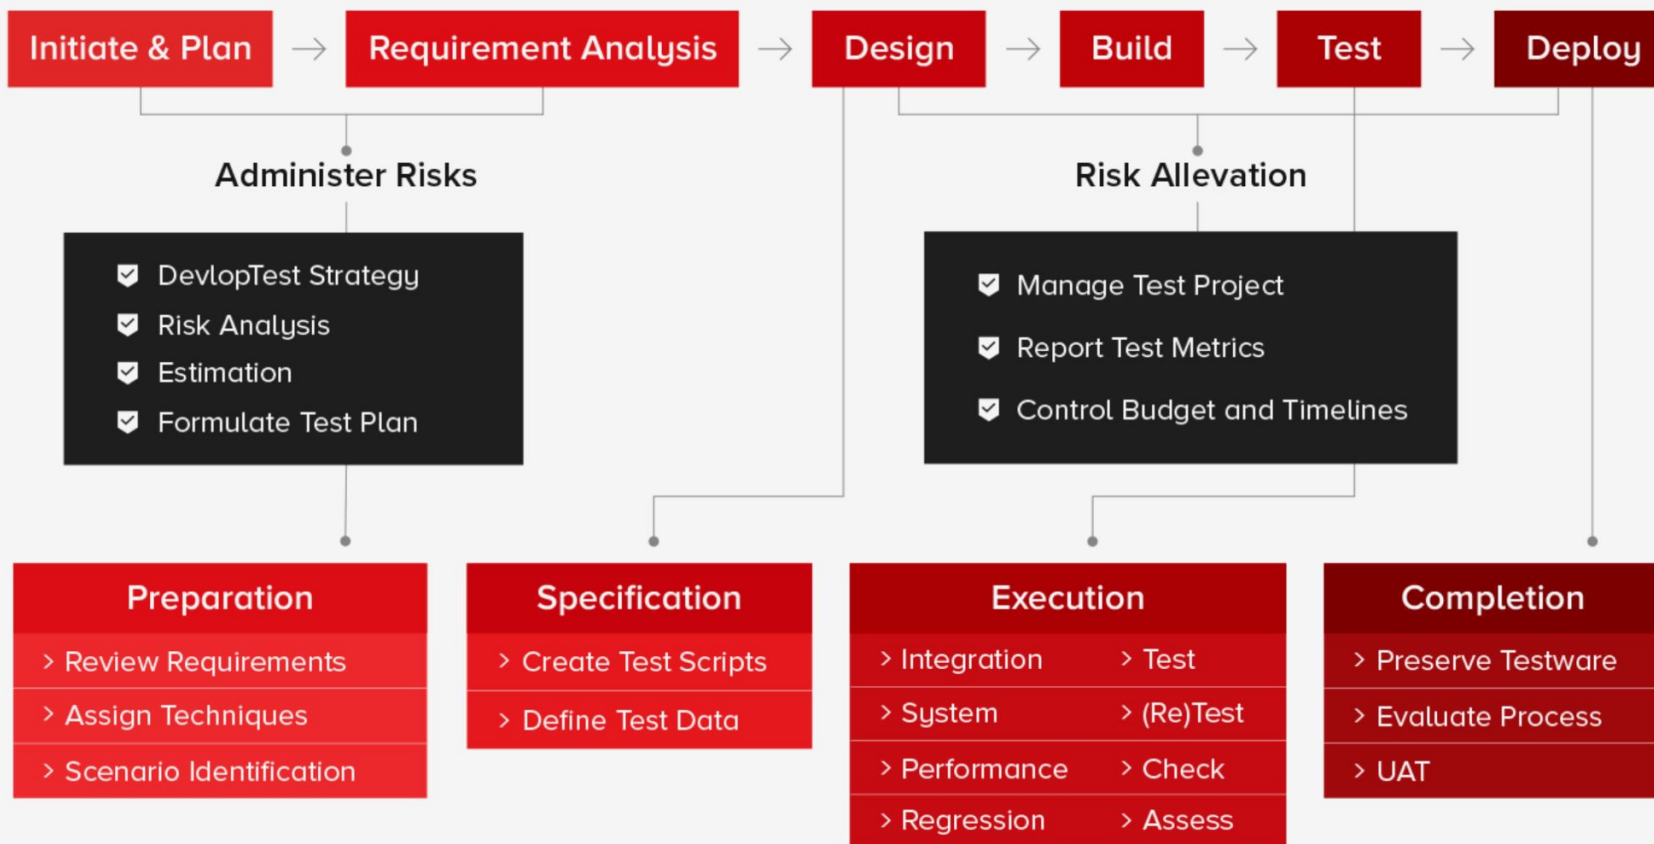 Initiate & Plan
Requirement Analysis
Design
Build
Test
Deploy
Administer Risks
DevlopTest Strategy
Risk Analysis
Estimation
Formulate Test Plan
Risk Allevation
Manage Test Project
Report Test Metrics
Control Budget and Timelines
Preparation
Review Requirements
Assign Techniques
Scenario Identification
Specification
Create Test Scripts
Define Test Data
Execution
Integration
Test
System
(Re)Test
Performance
Check
Regression
Assess
Completion
Preserve Testware
Evaluate Process
UAT